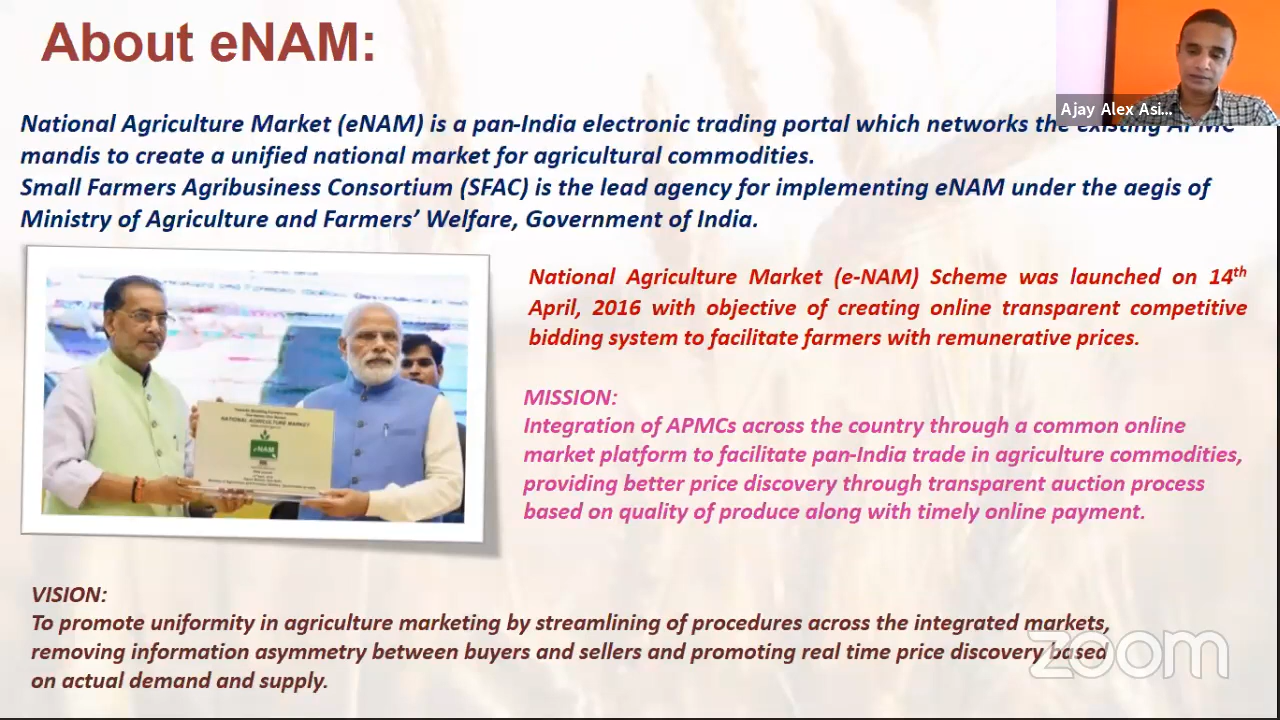 About eNAM:
Ajay Alex Asi...
National Agriculture Market (eNAM) is a pan-India electronic trading portal which networks the existing APMC
mandis to create a unified national market for agricultural commodities.
Small Farmers Agribusiness Consortium (SFAC) is the lead agency for implementing eNAM under the aegis of
Ministry of Agriculture and Farmers’ Welfare, Government of India.
National Agriculture Market (e-NAM) Scheme was launched on 14th
April, 2016 with objective of creating online transparent competitive
bidding system to facilitate farmers with remunerative prices.
NATIONAL AGRICULTURE MARKET
eNAM
MISSION:
Integration of APMCs across the country through a common online
market platform to facilitate pan-India trade in agriculture commodities,
providing better price discovery through transparent auction process
based on quality of produce along with timely online payment.
VISION:
To promote uniformity in agriculture marketing by streamlining of procedures across the integrated markets,
removing information asymmetry between buyers and sellers and promoting real time price discovery based
on actual demand and supply.
zoom